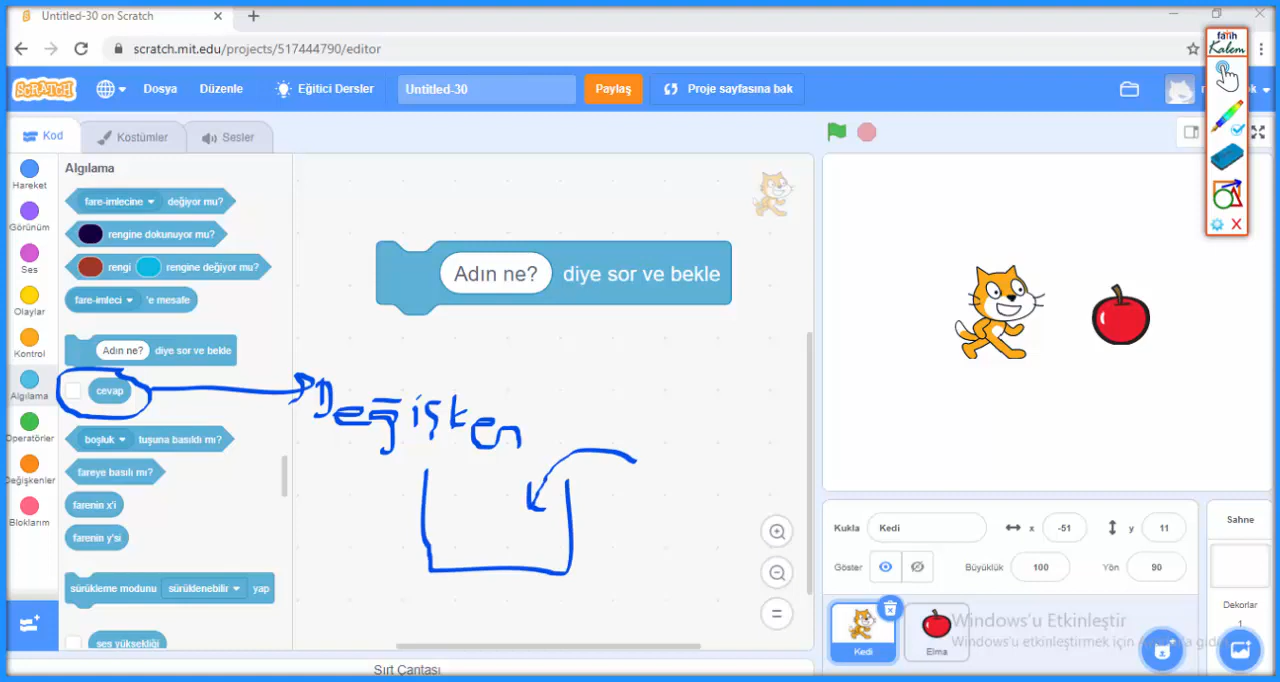 Untitled-30 on Scratch
scratch.mit.edu/projects/517444790/editor
fatih
Kalem
SCRATCH
Dosya
Düzenle
Eğitici Dersler
Untitled-30
Paylaş
Proje sayfasına bak
Kod
Kostümler
Sesler
Hareket
Görünüm
Ses
Olaylar
Kontrol
Algılama
Operatörler
Değişkenler
Bloklarım
Algılama
fare-imlecine değiyor mu?
rengine dokunuyor mu?
rengi rengine değiyor mu?
fare-imleci 'e mesafe
Adın ne? diye sor ve bekle
cevap
boşluk tuşuna basıldı mı?
fareye basılı mı?
farenin x'i
farenin y'si
sürükleme modunu sürüklenebilir yap
ses yüksekliği
Adın ne? diye sor ve bekle
Değişken
Sırt Çantası
Kukla Kedi x -51 y 11
Göster Büyüklük 100 Yön 90
Kedi
Elma
Sahne
Dekorlar
1
Windows'u Etkinleştir
Windows'u etkinleştirmek için